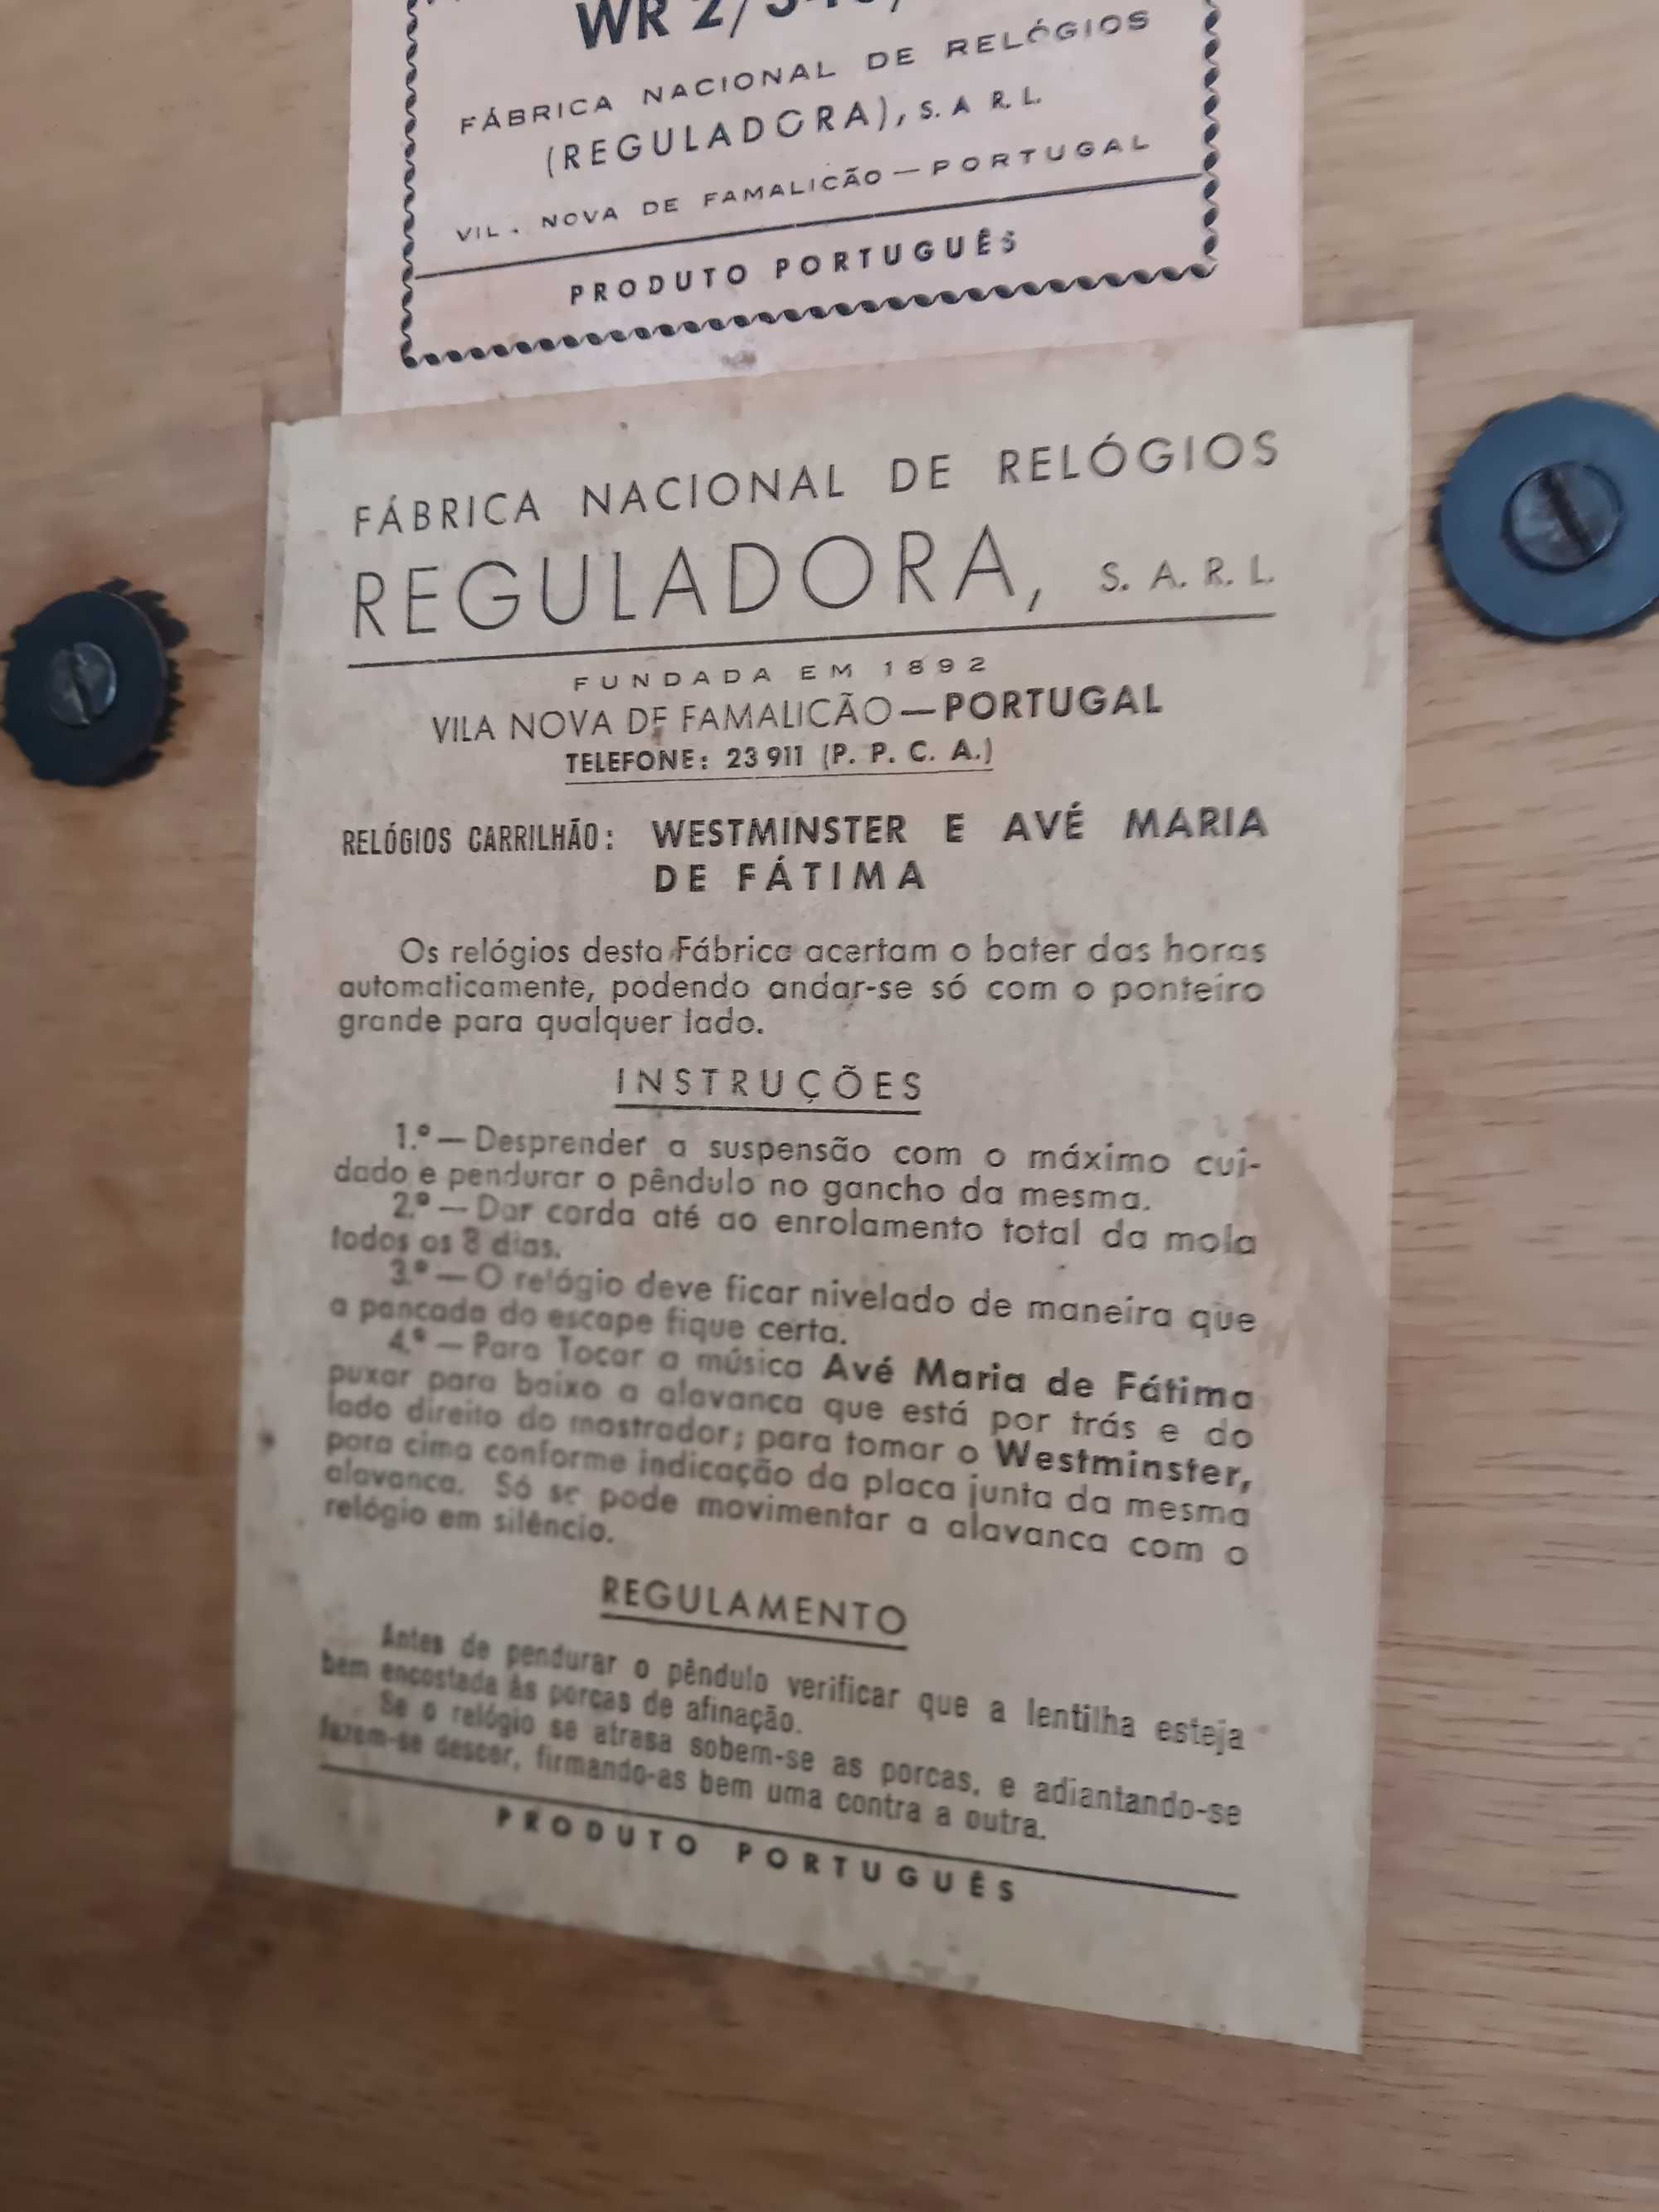 WR 2/
FÁBRICA NACIONAL DE RELÓGIOS
(REGULADORA), S. A R. L.
VIL. NOVA DE FAMALICÃO — PORTUGAL
PRODUTO PORTUGUÊS
FÁBRICA NACIONAL DE RELÓGIOS
REGULADORA, S. A. R. L.
FUNDADA EM 1892
VILA NOVA DE FAMALICÃO — PORTUGAL
TELEFONE: 23 911 (P. P. C. A.)
RELÓGIOS CARRILHÃO: WESTMINSTER E AVÉ MARIA
DE FÁTIMA
Os relógios desta Fábrica acertam o bater das horas
automaticamente, podendo andar-se só com o ponteiro
grande para qualquer lado.
INSTRUÇÕES
1.º — Desprender a suspensão com o máximo cui-
dado e pendurar o pêndulo no gancho da mesma.
2.º — Dar corda até ao enrolamento total da mola
todos os 8 dias.
3.º — O relógio deve ficar nivelado de maneira que
a pancada do escape fique certa.
4.º — Para Tocar a música Avé Maria de Fátima
puxar para baixo a alavanca que está por trás e do
lado direito do mostrador; para tomar o Westminster,
para cima conforme indicação da placa junta da mesma
alavanca. Só se pode movimentar a alavanca com o
relógio em silêncio.
REGULAMENTO
Antes de pendurar o pêndulo verificar que a lentilha esteja
bem encostada às porcas de afinação.
Se o relógio se atrasa sobem-se as porcas, e adiantando-se
fazem-se descer, firmando-as bem uma contra a outra.
PRODUTO PORTUGUÊS